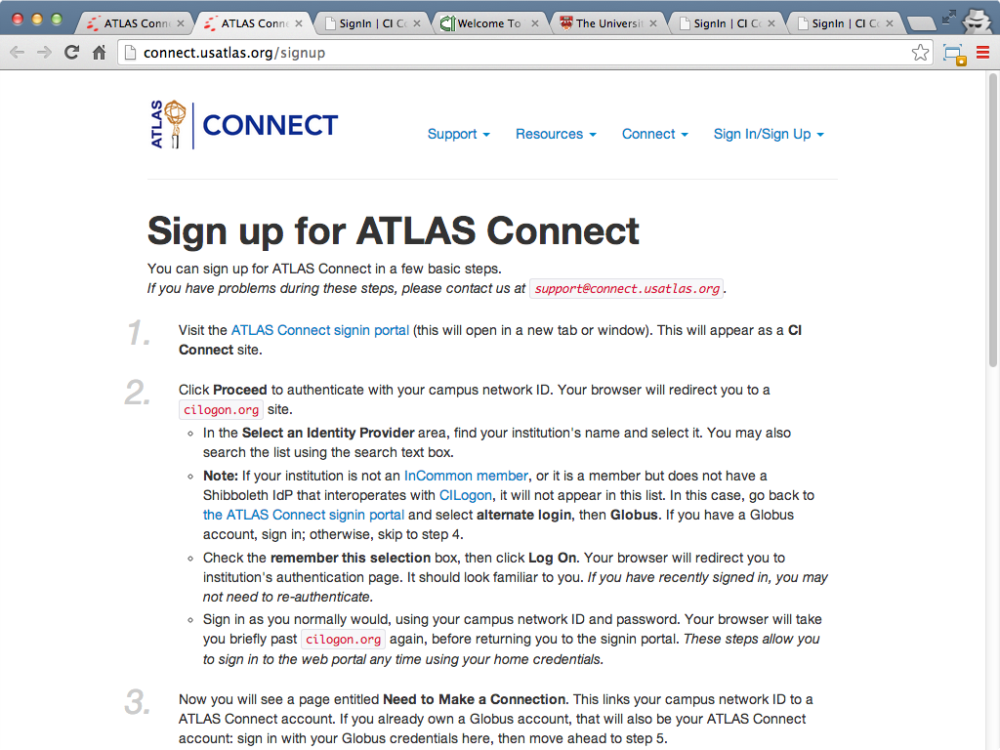 ATLAS Conn
ATLAS Conn
SignIn | CI C
Welcome To
The Universit
SignIn | CI C
SignIn | CI C
connect.usatlas.org/signup
ATLAS CONNECT
Support
Resources
Connect
Sign In/Sign Up
Sign up for ATLAS Connect
You can sign up for ATLAS Connect in a few basic steps.
If you have problems during these steps, please contact us at support@connect.usatlas.org.
1. Visit the ATLAS Connect signin portal (this will open in a new tab or window). This will appear as a CI
Connect site.
2. Click Proceed to authenticate with your campus network ID. Your browser will redirect you to a
cilogon.org site.
◦ In the Select an Identity Provider area, find your institution's name and select it. You may also
search the list using the search text box.
◦ Note: If your institution is not an InCommon member, or it is a member but does not have a
Shibboleth IdP that interoperates with CILogon, it will not appear in this list. In this case, go back to
the ATLAS Connect signin portal and select alternate login, then Globus. If you have a Globus
account, sign in; otherwise, skip to step 4.
◦ Check the remember this selection box, then click Log On. Your browser will redirect you to
institution's authentication page. It should look familiar to you. If you have recently signed in, you may
not need to re-authenticate.
◦ Sign in as you normally would, using your campus network ID and password. Your browser will take
you briefly past cilogon.org again, before returning you to the signin portal. These steps allow you
to sign in to the web portal any time using your home credentials.
3. Now you will see a page entitled Need to Make a Connection. This links your campus network ID to a
ATLAS Connect account. If you already own a Globus account, that will also be your ATLAS Connect
account: sign in with your Globus credentials here, then move ahead to step 5.